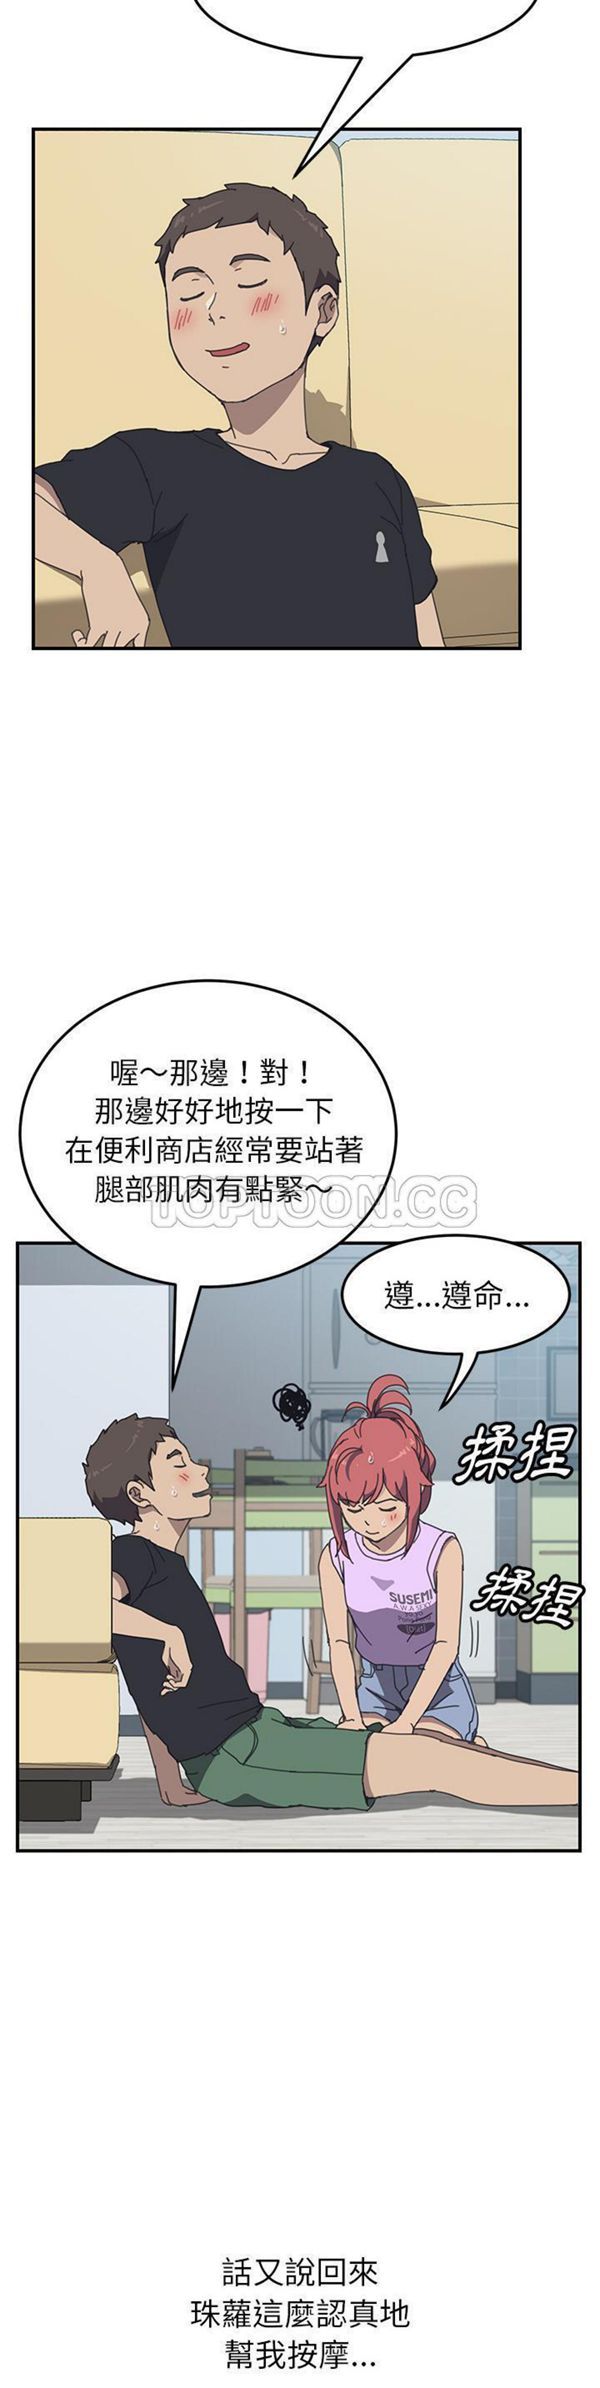 喔～那邊！對！
那邊好好地按一下
在便利商店經常要站著
腿部肌肉有點緊～
TOPTOON.CC
遵...遵命...
揉捏
SUSEMI
揉捏
話又說回來
珠蘿這麼認真地
幫我按摩...